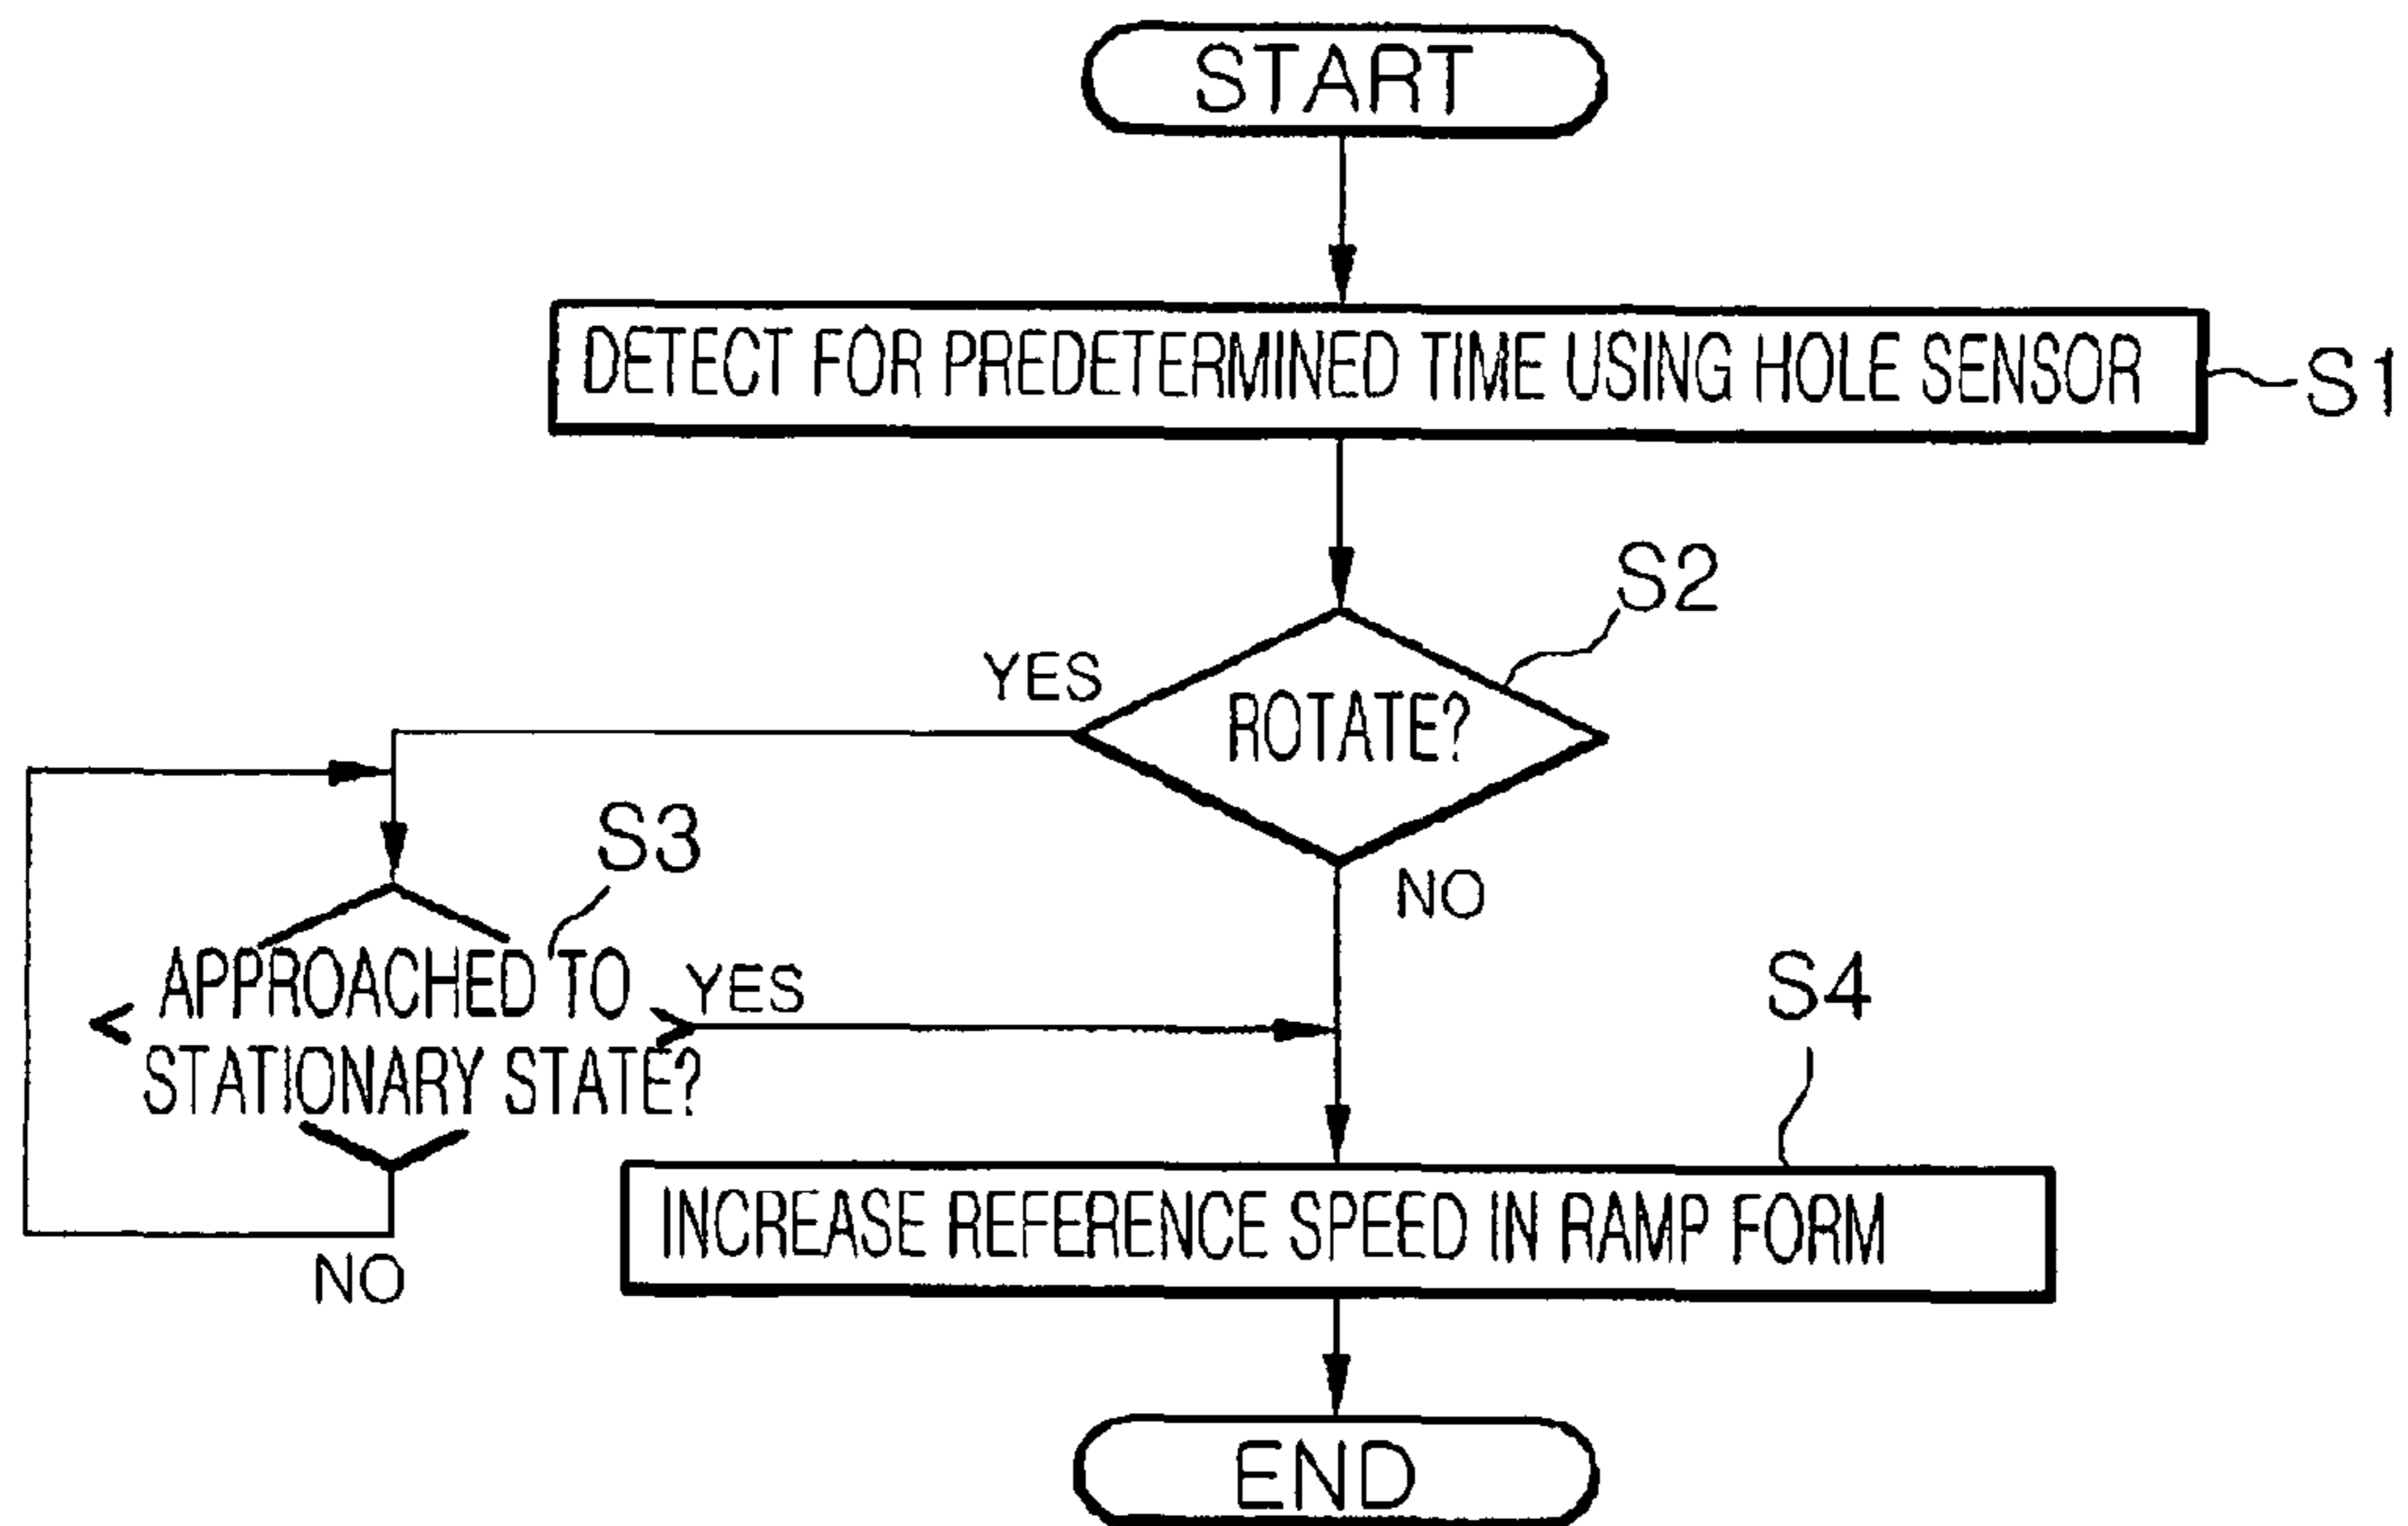 START
DETECT FOR PREDETERMINED TIME USING HOLE SENSOR
S1
S2
YES
ROTATE?
NO
S3
APPROACHED TO
STATIONARY STATE?
YES
NO
S4
INCREASE REFERENCE SPEED IN RAMP FORM
END